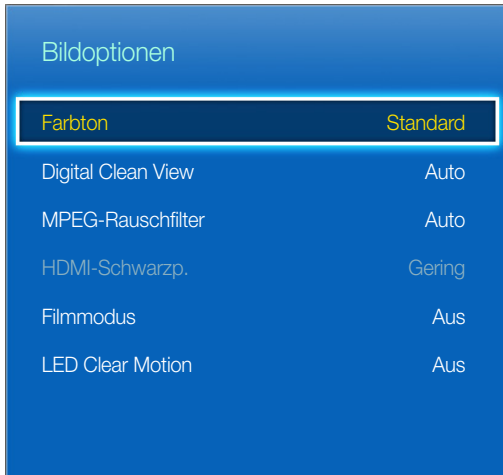 Bildoptionen
Farbton Standard
Digital Clean View Auto
MPEG-Rauschfilter Auto
HDMI-Schwarzp. Gering
Filmmodus Aus
LED Clear Motion Aus